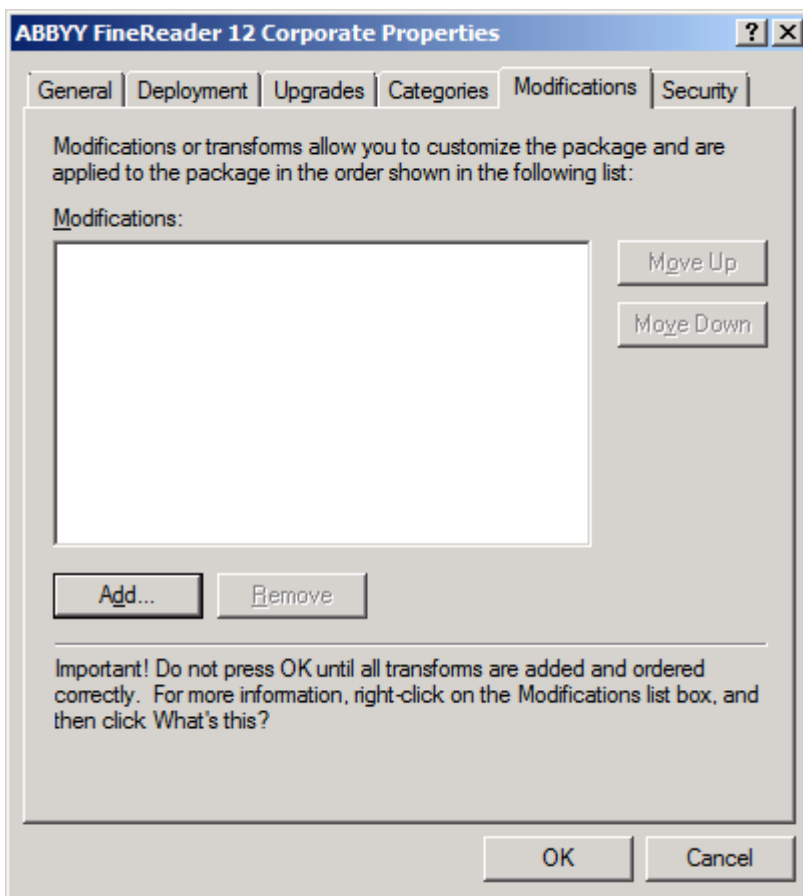 ABBYY FineReader 12 Corporate Properties
General Deployment Upgrades Categories Modifications Security
Modifications or transforms allow you to customize the package and are
applied to the package in the order shown in the following list:
Modifications:
Move Up
Move Down
Add... Remove
Important! Do not press OK until all transforms are added and ordered
correctly. For more information, right-click on the Modifications list box, and
then click What's this?
OK Cancel